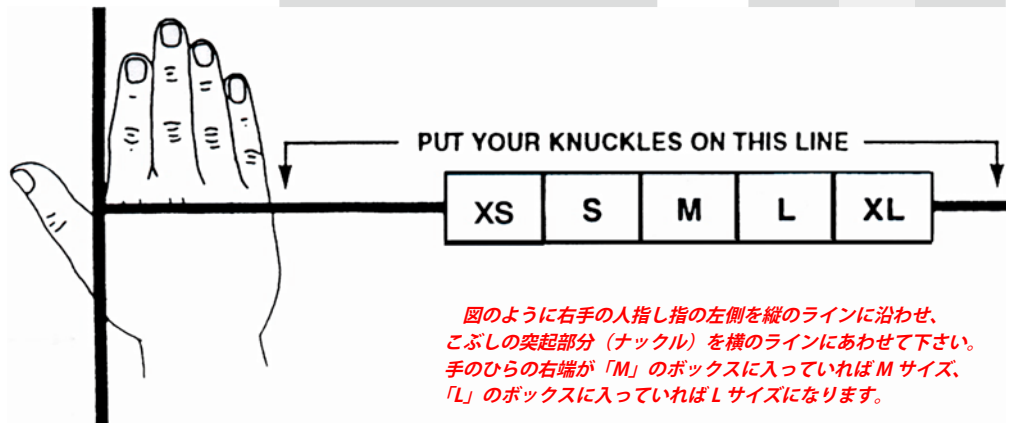 PUT YOUR KNUCKLES ON THIS LINE
XS S M L XL
図のように右手の人指し指の左側を縦のラインに沿わせ、
こぶしの突起部分（ナックル）を横のラインにあわせて下さい。
手のひらの右端が「M」のボックスに入っていれば M サイズ、
「L」のボックスに入っていれば L サイズになります。